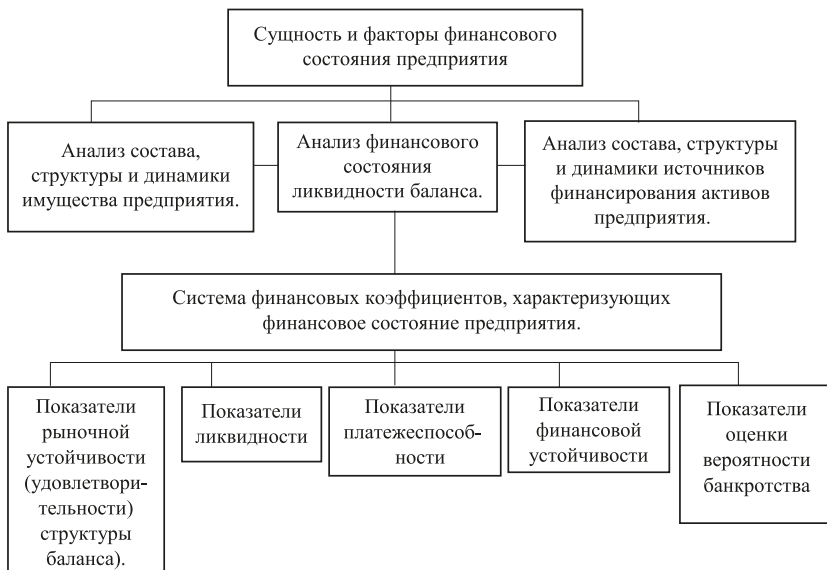 Сущность и факторы финансового
состояния предприятия
Анализ состава,
структуры и динамики
имущества предприятия.
Анализ финансового
состояния
ликвидности баланса.
Анализ состава, структуры
и динамики источников
финансирования активов
предприятия.
Система финансовых коэффициентов, характеризующих
финансовое состояние предприятия.
Показатели
рыночной
устойчивости
(удовлетвори-
тельности)
структуры
баланса).
Показатели
ликвидности
Показатели
платежеспособ-
ности
Показатели
финансовой
устойчивости
Показатели
оценки
вероятности
банкротства